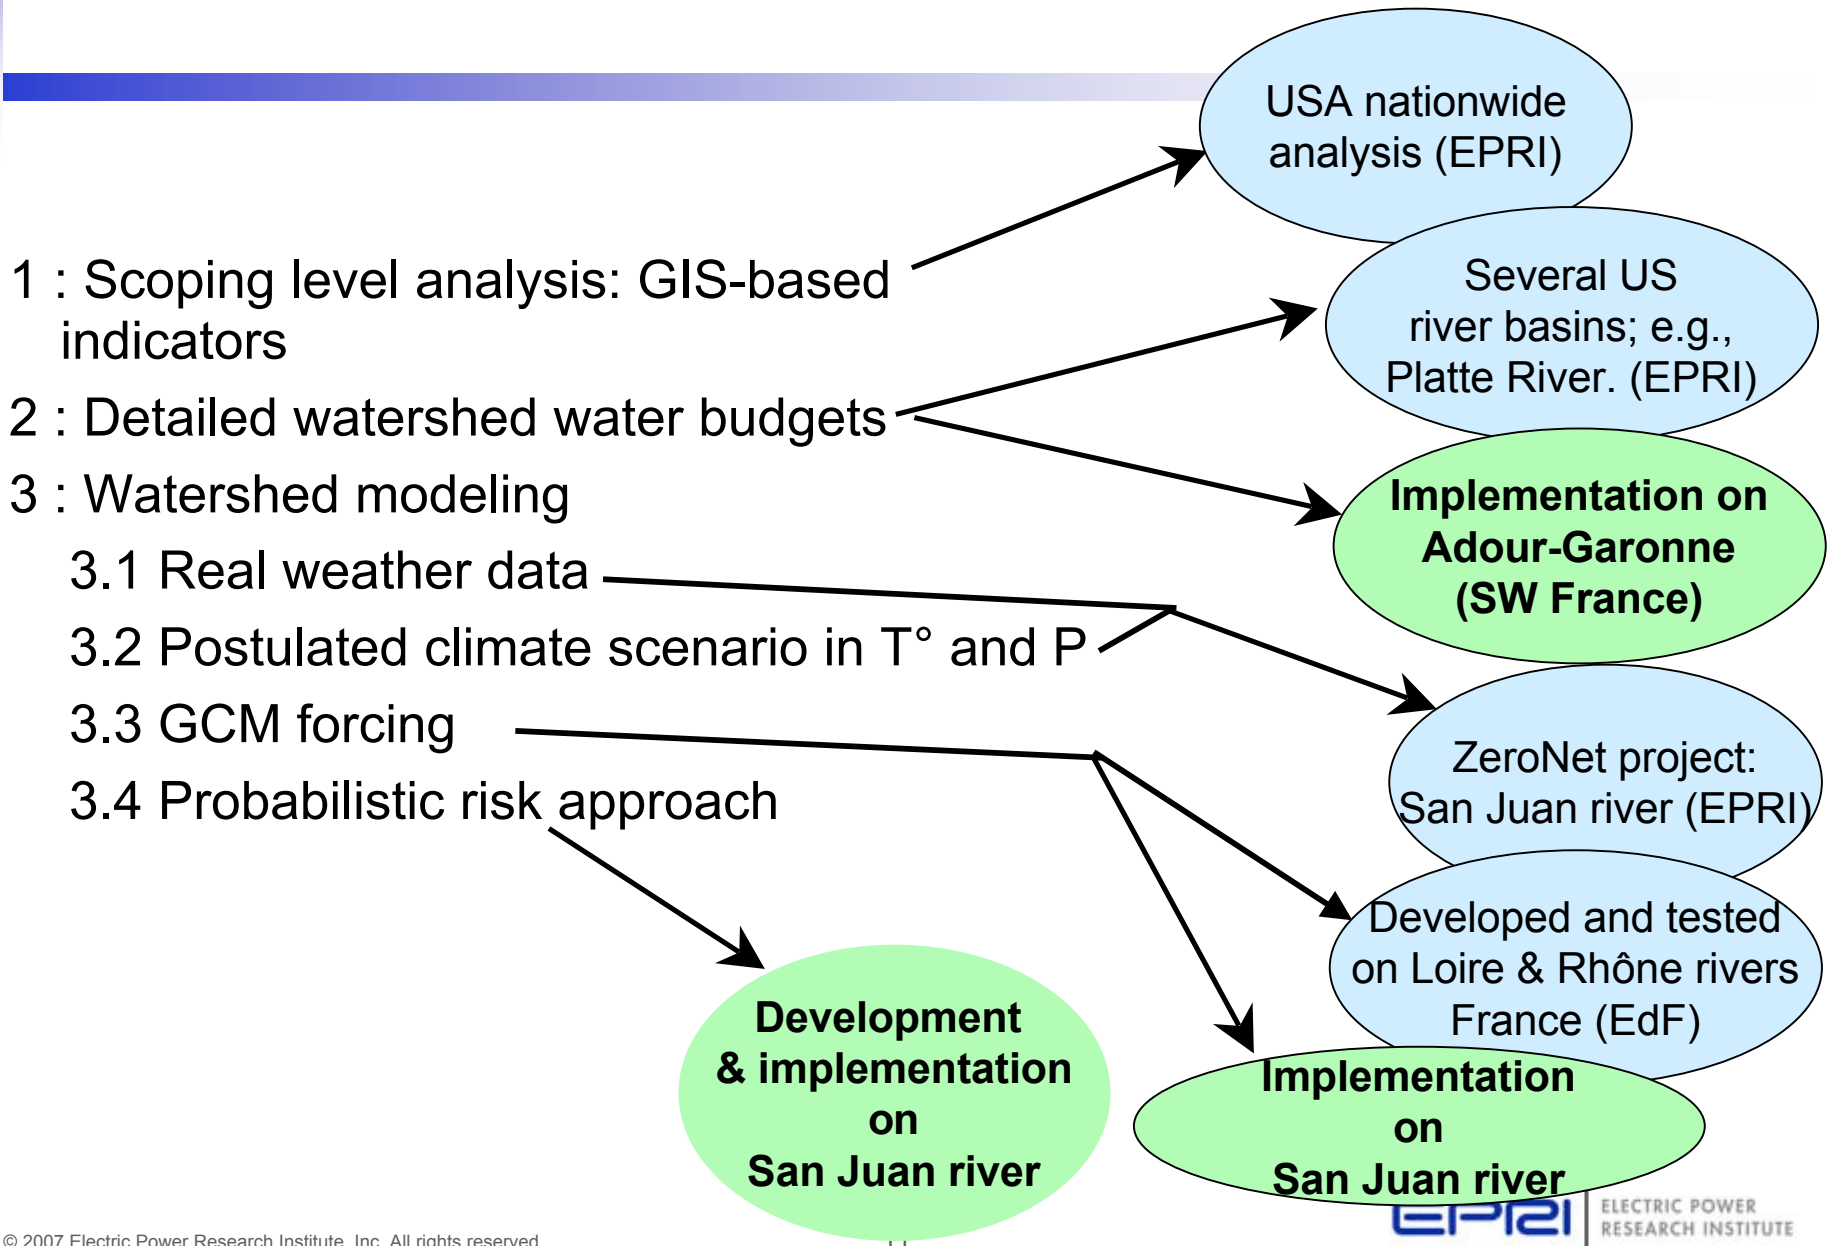 USA nationwide
analysis (EPRI)
1 : Scoping level analysis: GIS-based
indicators
Several US
river basins; e.g.,
Platte River. (EPRI)
2 : Detailed watershed water budgets
3 : Watershed modeling
Implementation on
Adour-Garonne
(SW France)
3.1 Real weather data
3.2 Postulated climate scenario in T° and P
3.3 GCM forcing
3.4 Probabilistic risk approach
ZeroNet project:
San Juan river (EPRI)
Developed and tested
on Loire & Rhône rivers
France (EdF)
Development
& implementation
on
San Juan river
Implementation
on
San Juan river
EPRI
ELECTRIC POWER
RESEARCH INSTITUTE
© 2007 Electric Power Research Institute, Inc. All rights reserved.